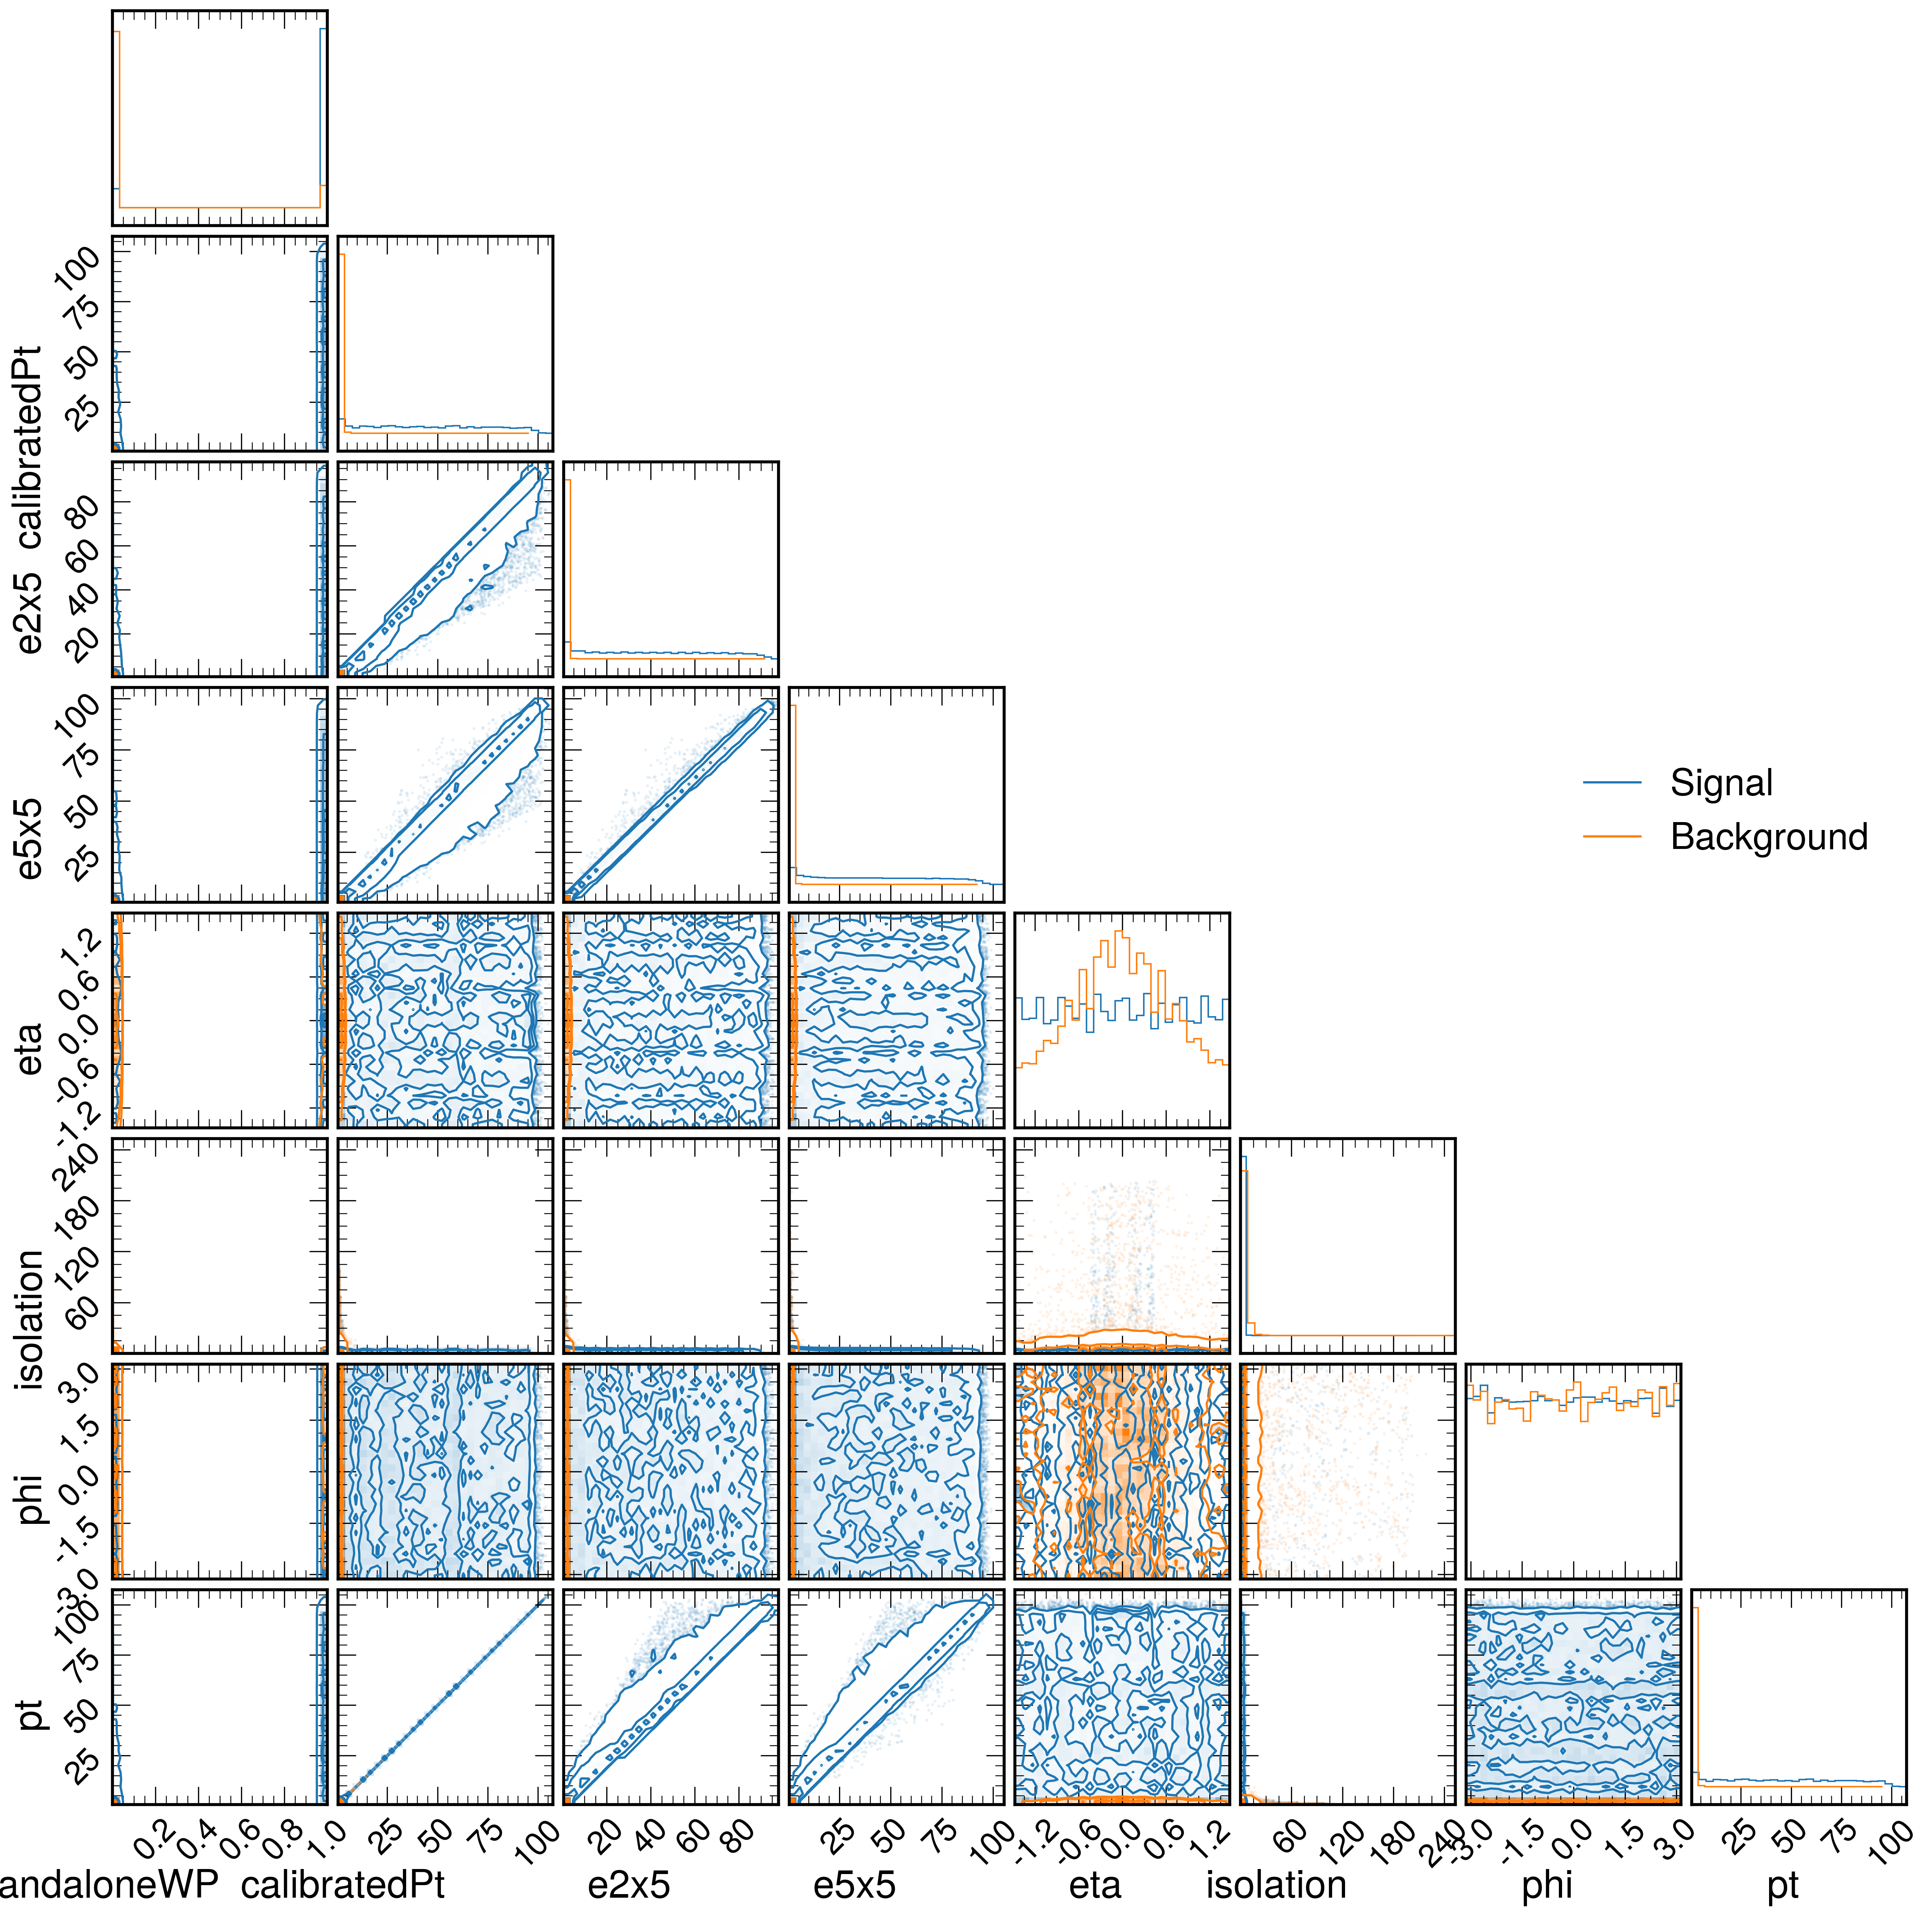 100
75
50
25
calibratedPt
80
60
40
20
e2x5
100
75
50
25
e5x5
Signal
Background
1.2
0.6
0.0
-0.6
-1.2
eta
240
180
120
60
isolation
3.0
1.5
0.0
-1.5
phi
100
75
50
25
pt
0.2 0.4 0.6 0.8 1.0
25 50 75 100
20 40 60 80
25 50 75 100
-1.2 -0.6 0.0 0.6 1.2
60 120 180 240
-3.0 -1.5 0.0 1.5 3.0
25 50 75 100
andaloneWP calibratedPt e2x5 e5x5 eta isolation phi pt